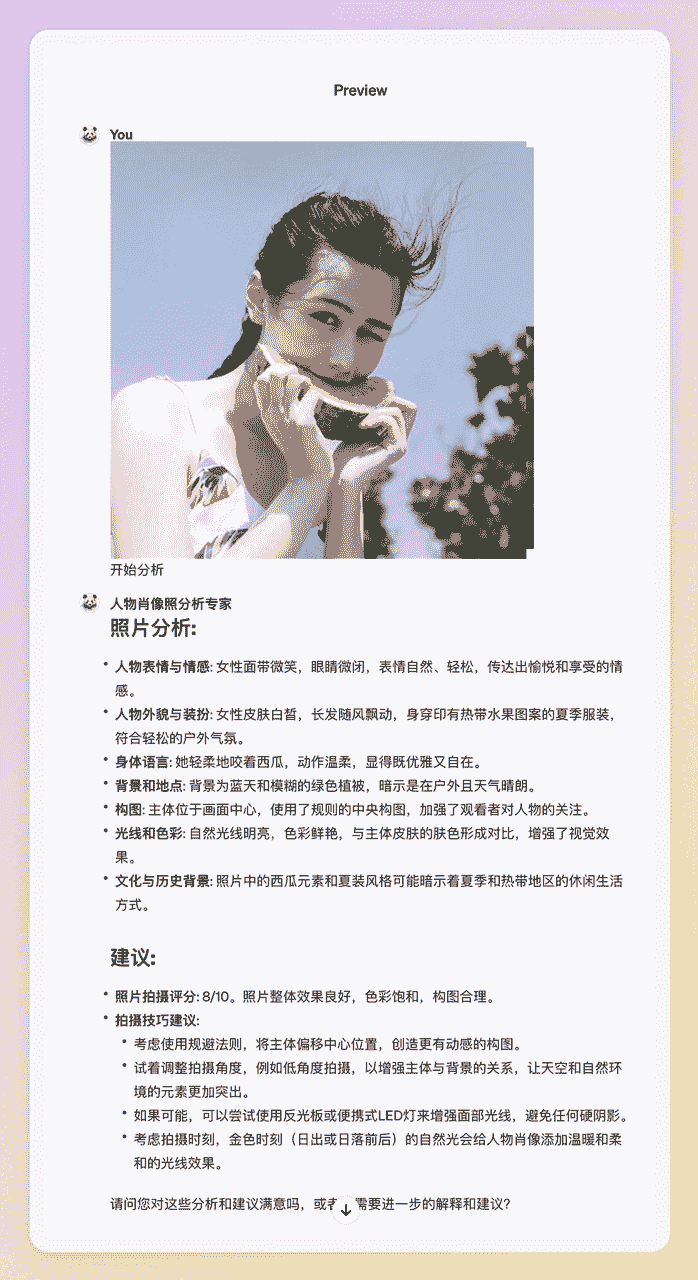 Preview
You
开始分析
人物肖像照分析专家
照片分析:
• 人物表情与情感: 女性面带微笑，眼睛微闭，表情自然、轻松，传达出愉悦和享受的情
感。
• 人物外貌与装扮: 女性皮肤白皙，长发随风飘动，身穿印有热带水果图案的夏季服装，
符合轻松的户外气氛。
• 身体语言: 她轻柔地咬着西瓜，动作温柔，显得既优雅又自在。
• 背景和地点: 背景为蓝天和模糊的绿色植被，暗示是在户外且天气晴朗。
• 构图: 主体位于画面中心，使用了规则的中央构图，加强了观看者对人物的关注。
• 光线和色彩: 自然光线明亮，色彩鲜艳，与主体皮肤的肤色形成对比，增强了视觉效
果。
• 文化与历史背景: 照片中的西瓜元素和夏装风格可能暗示着夏季和热带地区的休闲生活
方式。
建议:
• 照片拍摄评分: 8/10。照片整体效果良好，色彩饱和，构图合理。
• 拍摄技巧建议:
• 考虑使用规避法则，将主体偏移中心位置，创造更有动感的构图。
• 试着调整拍摄角度，例如低角度拍摄，以增强主体与背景的关系，让天空和自然环
境的元素更加突出。
• 如果可能，可以尝试使用反光板或便携式LED灯来增强面部光线，避免任何硬阴影。
• 考虑拍摄时刻，金色时刻（日出或日落前后）的自然光会给人物肖像添加温暖和柔
和的光线效果。
请问您对这些分析和建议满意吗，或 需要进一步的解释和建议?